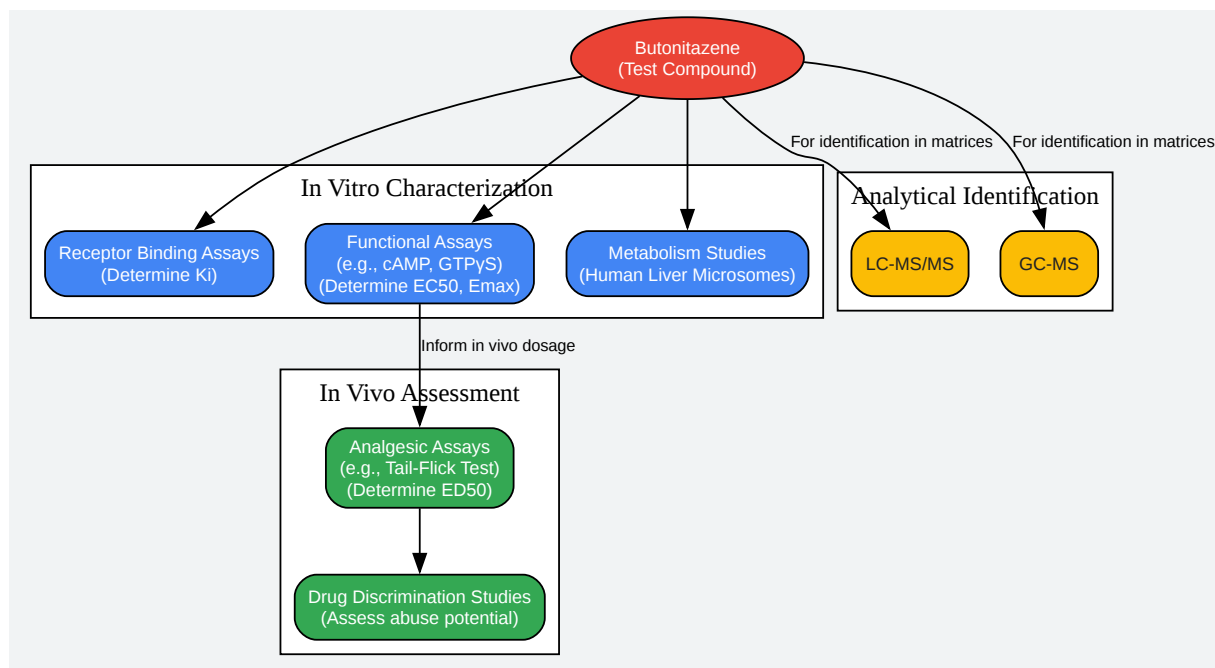 Butonitazene
(Test Compound)
For identification in matrices
For identification in matrices
In Vitro Characterization
Receptor Binding Assays
(Determine Ki)
Functional Assays
(e.g., cAMP, GTPγS)
(Determine EC50, Emax)
Metabolism Studies
(Human Liver Microsomes)
Analytical Identification
LC-MS/MS
GC-MS
Inform in vivo dosage
In Vivo Assessment
Analgesic Assays
(e.g., Tail-Flick Test)
(Determine ED50)
Drug Discrimination Studies
(Assess abuse potential)